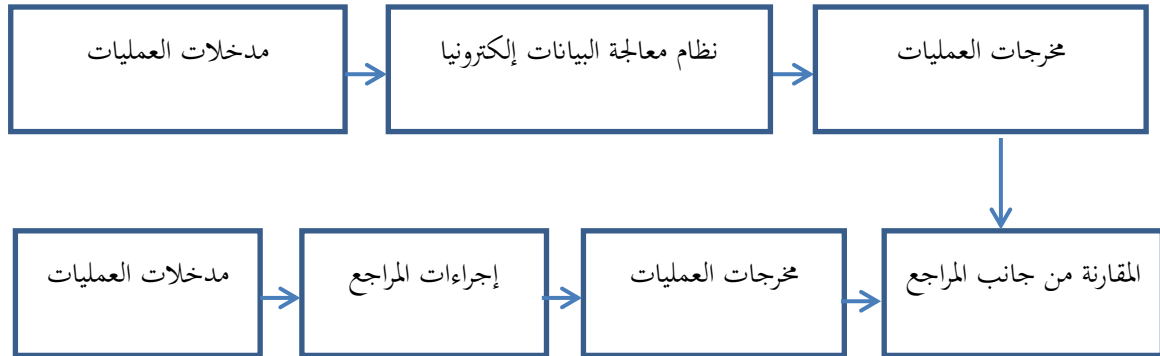 مدخلات العمليات
نظام معالجة البيانات إلكترونيا
مخرجات العمليات
مدخلات العمليات
إجراءات المراجع
مخرجات العمليات
المقارنة من جانب المراجع